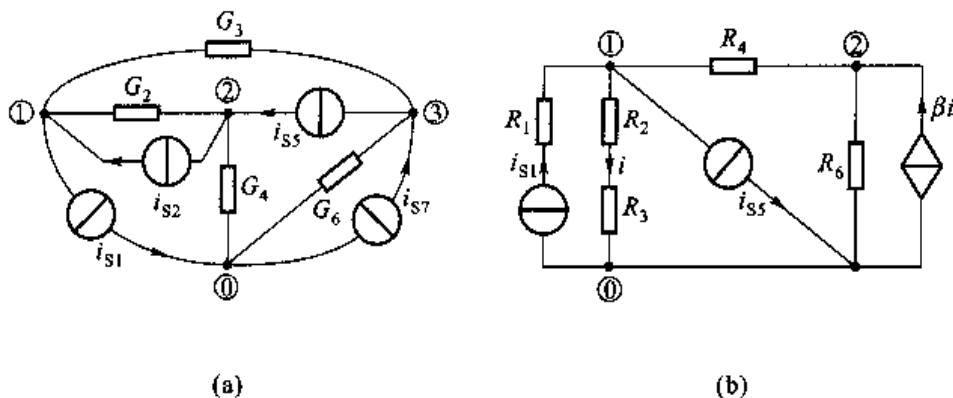 G3
① G2 ② iS5 ③
iS2 G4 G6 iS7
iS1
⓪
(a)
① R4 ②
R1 R2 βi
iS1 i R6
R3 iS5
⓪
(b)